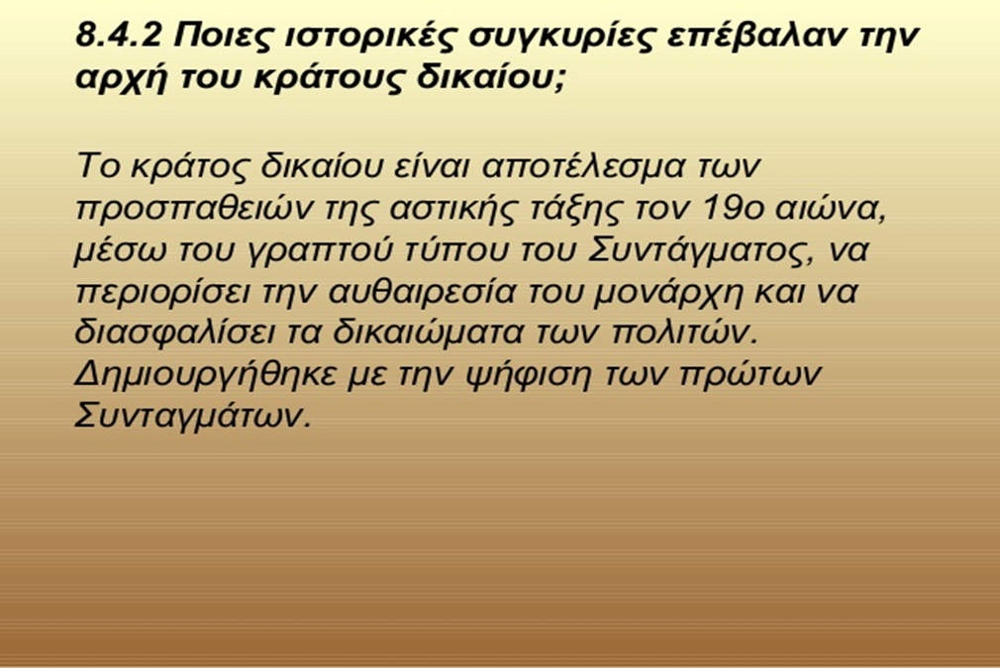 8.4.2 Ποιες ιστορικές συγκυρίες επέβαλαν την
αρχή του κράτους δικαίου;
Το κράτος δικαίου είναι αποτέλεσμα των
προσπαθειών της αστικής τάξης τον 19ο αιώνα,
μέσω του γραπτού τύπου του Συντάγματος, να
περιορίσει την αυθαιρεσία του μονάρχη και να
διασφαλίσει τα δικαιώματα των πολιτών.
Δημιουργήθηκε με την ψήφιση των πρώτων
Συνταγμάτων.